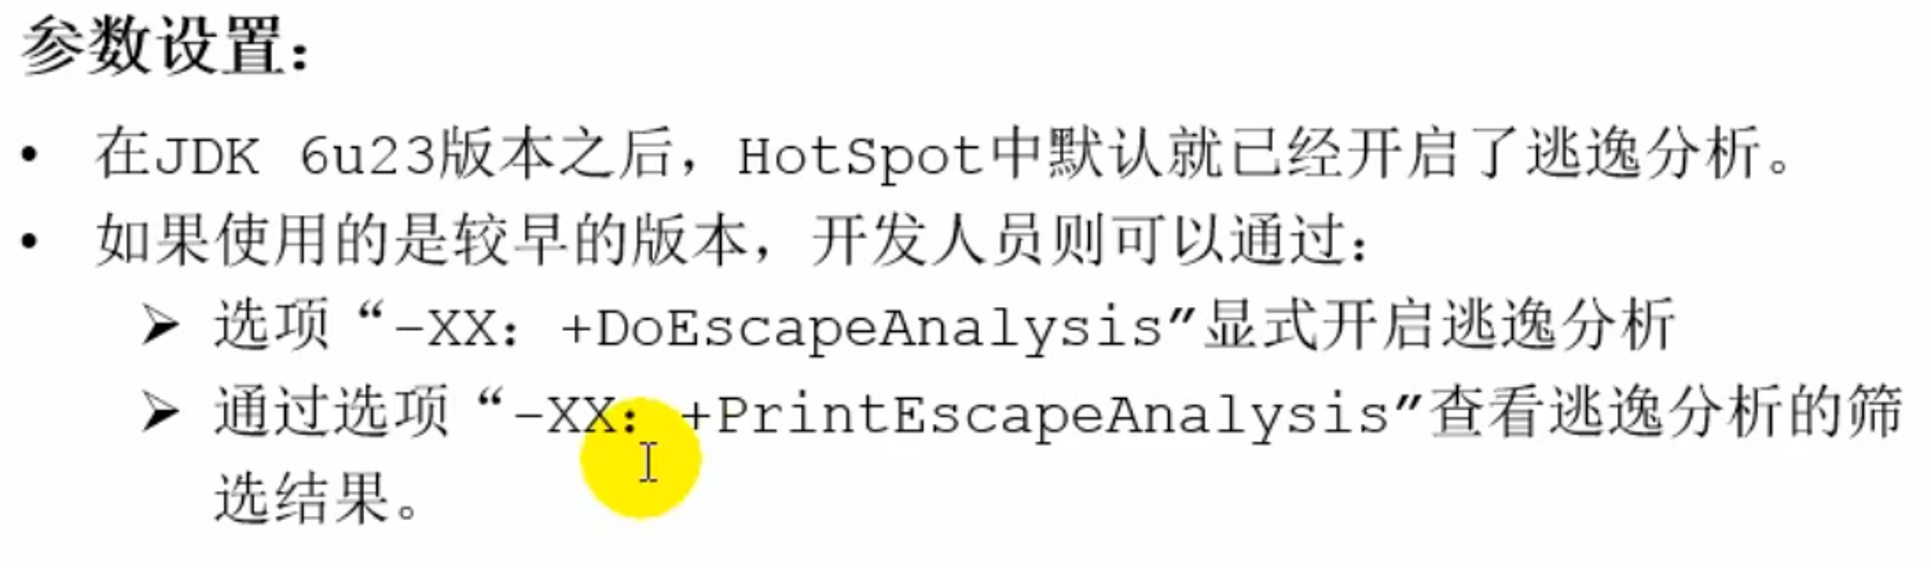 参数设置：
• 在JDK 6u23版本之后，HotSpot中默认就已经开启了逃逸分析。
• 如果使用的是较早的版本，开发人员则可以通过：
➢ 选项“-XX：+DoEscapeAnalysis”显式开启逃逸分析
➢ 通过选项“-XX：+PrintEscapeAnalysis”查看逃逸分析的筛
选结果。